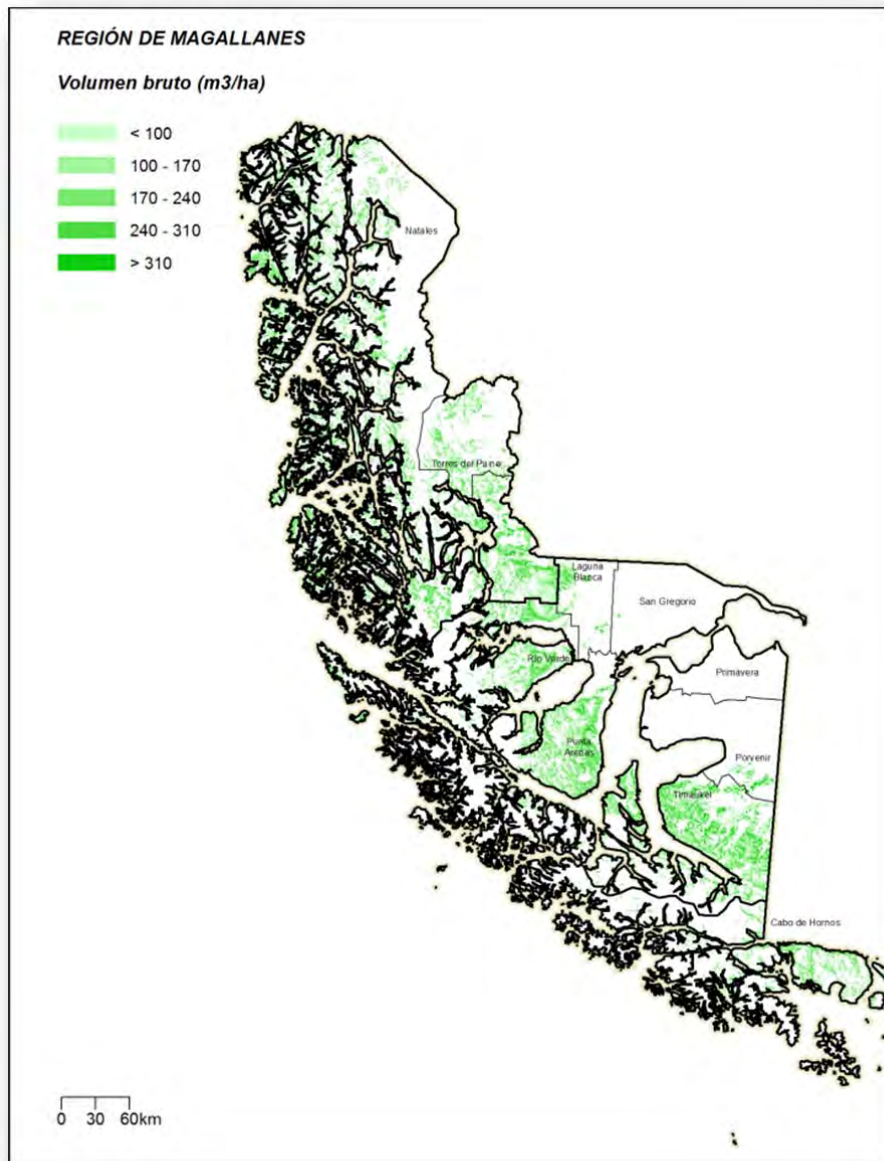 REGIÓN DE MAGALLANES
Volumen bruto (m3/ha)
< 100
100 - 170
170 - 240
240 - 310
> 310
Natales
Torres del Paine
Laguna
Blanca
San Gregorio
Río Verde
Primavera
Punta
Arenas
Porvenir
Timaukel
Cabo de Hornos
0 30 60km